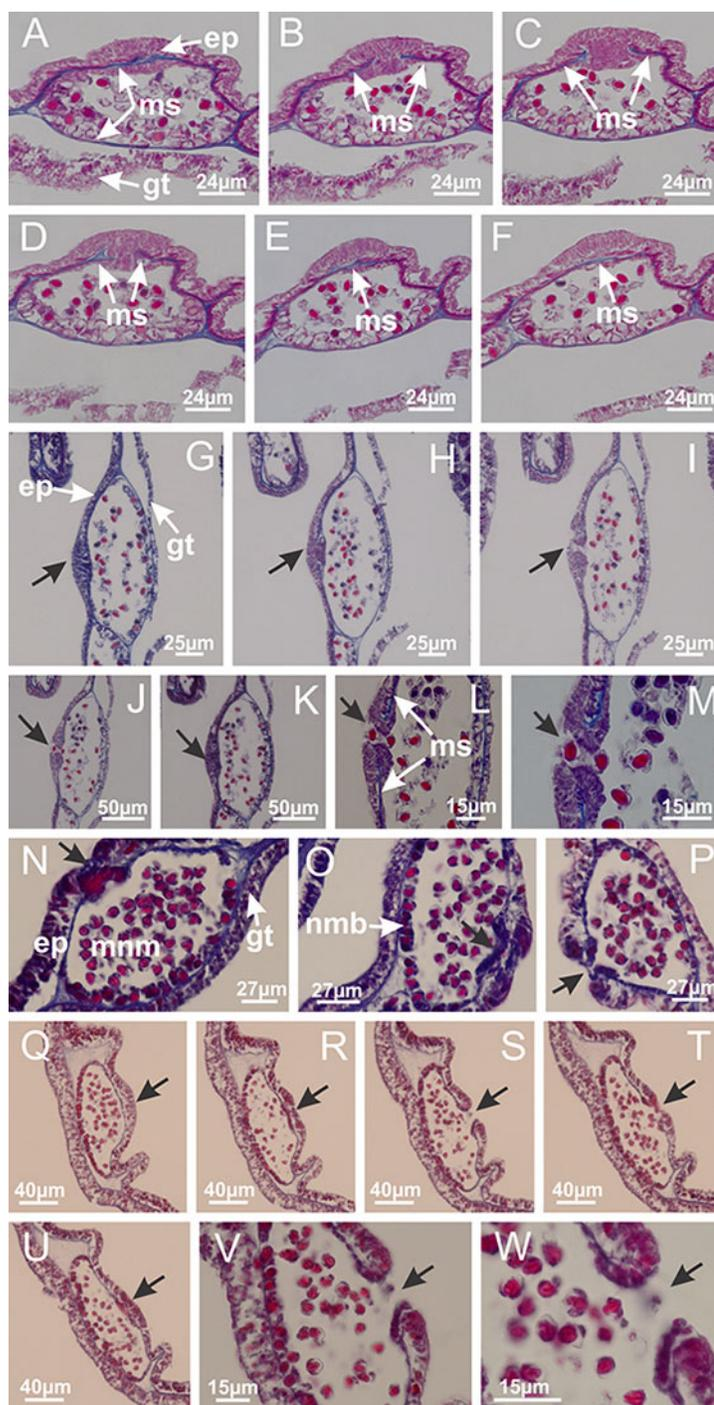 A ep B C
ms ms ms
gt
24µm 24µm 24µm
D E F
ms ms ms
24µm 24µm 24µm
G H I
ep
gt
25µm 25µm 25µm
J K L M
ms
50µm 50µm 15µm 15µm
N O P
ep mnm gt nmb
27µm 27µm 27µm
Q R S T
40µm 40µm 40µm 40µm
U V W
40µm 15µm 15µm